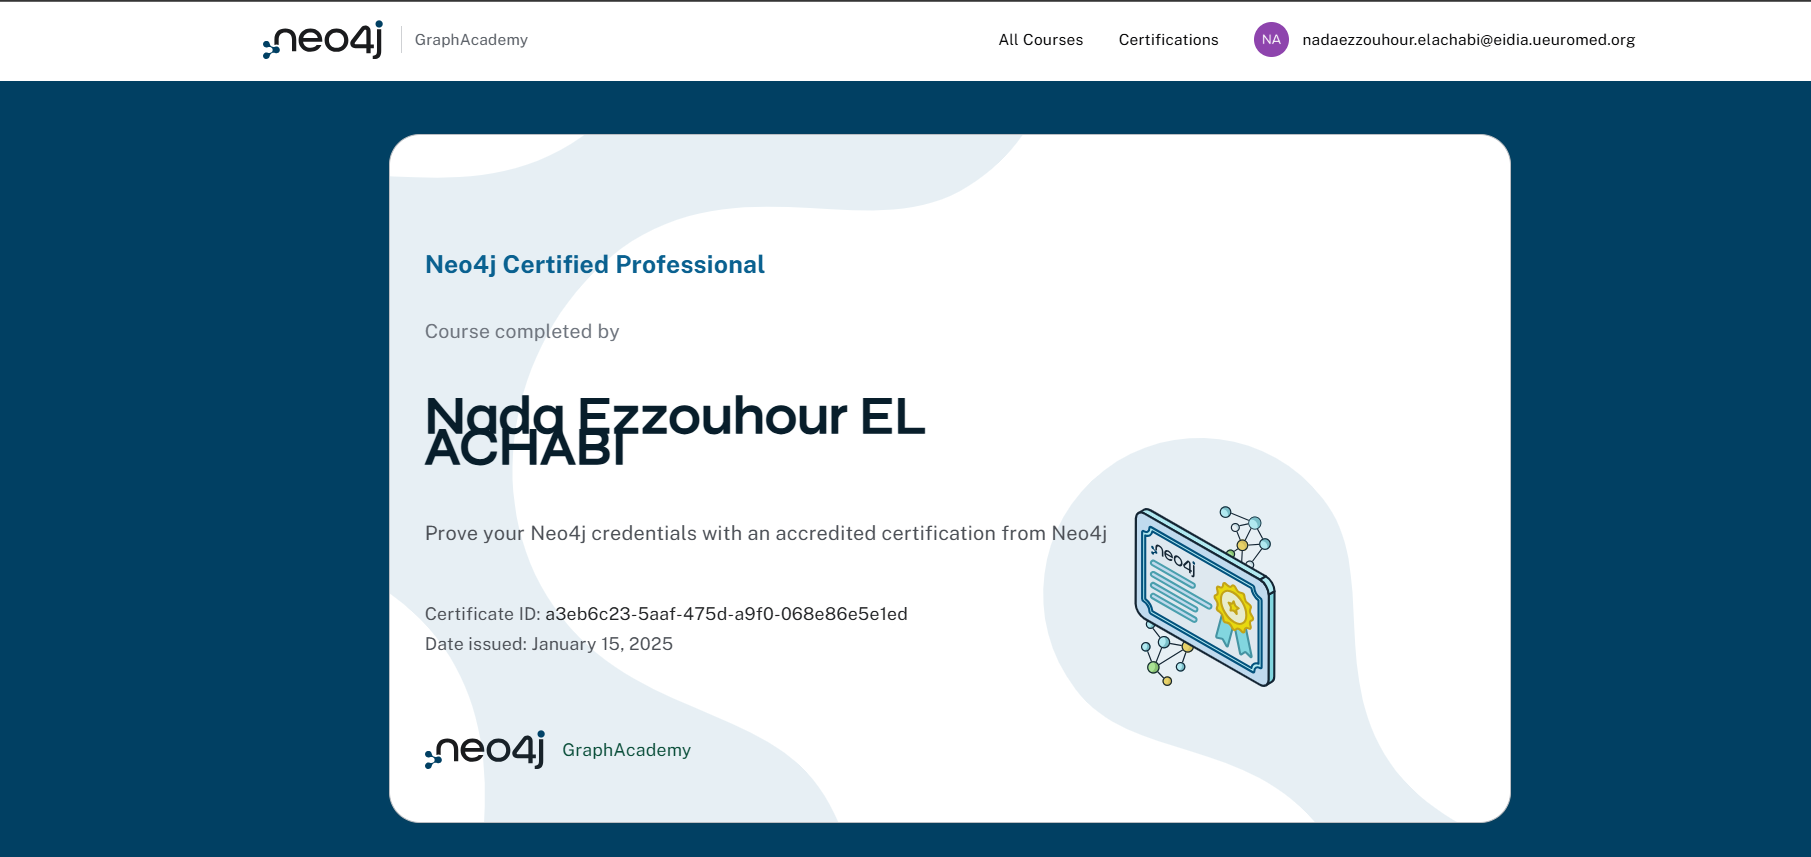 neo4j GraphAcademy All Courses Certifications NA nadaezzouhour.elachabi@eidia.ueuromed.org
Neo4j Certified Professional
Course completed by
Nada Ezzouhour EL
ACHABI
Prove your Neo4j credentials with an accredited certification from Neo4j
neo4j
Certificate ID: a3eb6c23-5aaf-475d-a9f0-068e86e5e1ed
Date issued: January 15, 2025
neo4j GraphAcademy